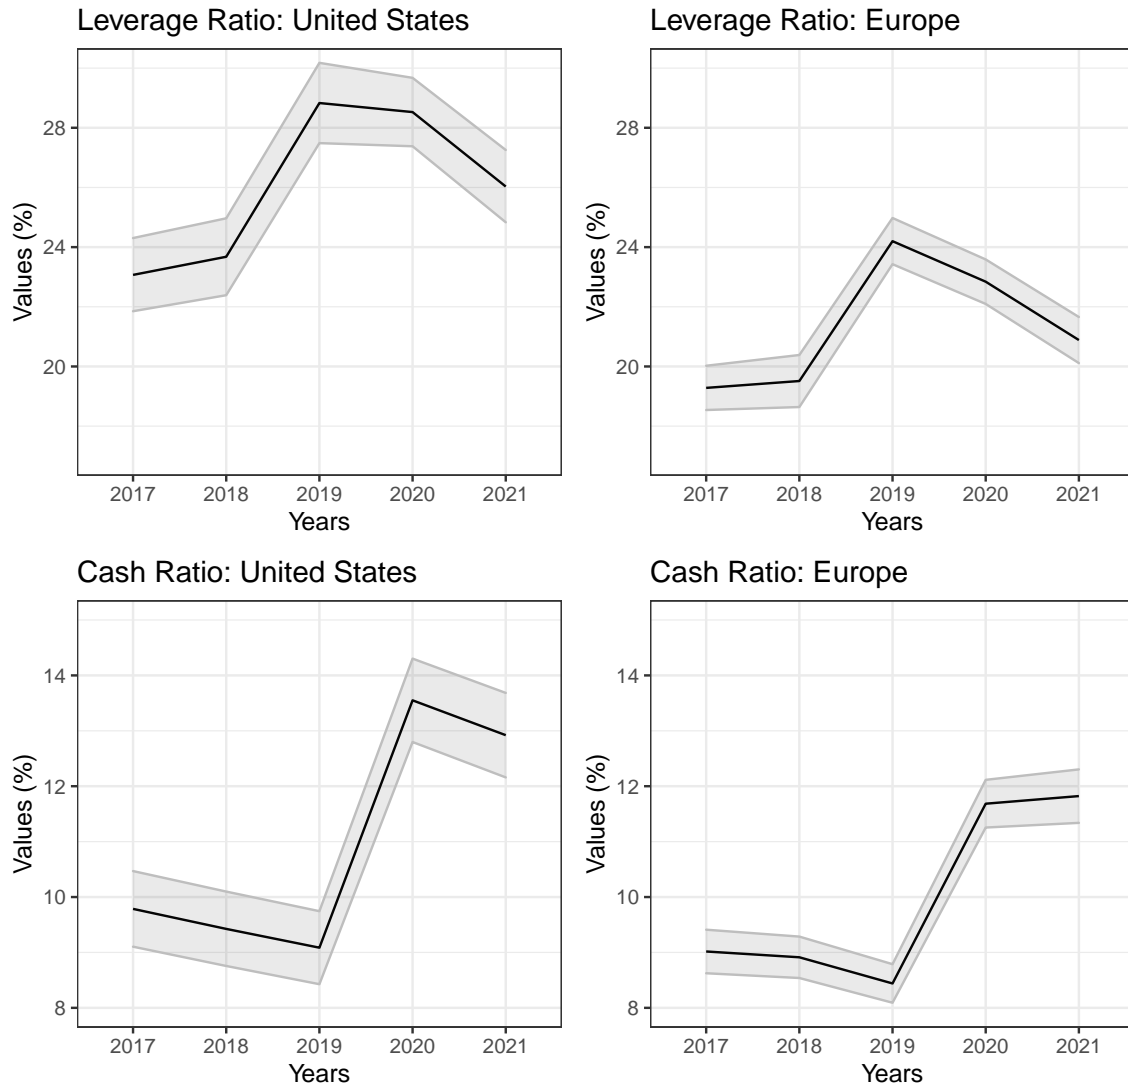 Leverage Ratio: United States
Values (%)
28
24
20
2017 2018 2019 2020 2021
Years
Leverage Ratio: Europe
Values (%)
28
24
20
2017 2018 2019 2020 2021
Years
Cash Ratio: United States
Values (%)
14
12
10
8
2017 2018 2019 2020 2021
Years
Cash Ratio: Europe
Values (%)
14
12
10
8
2017 2018 2019 2020 2021
Years